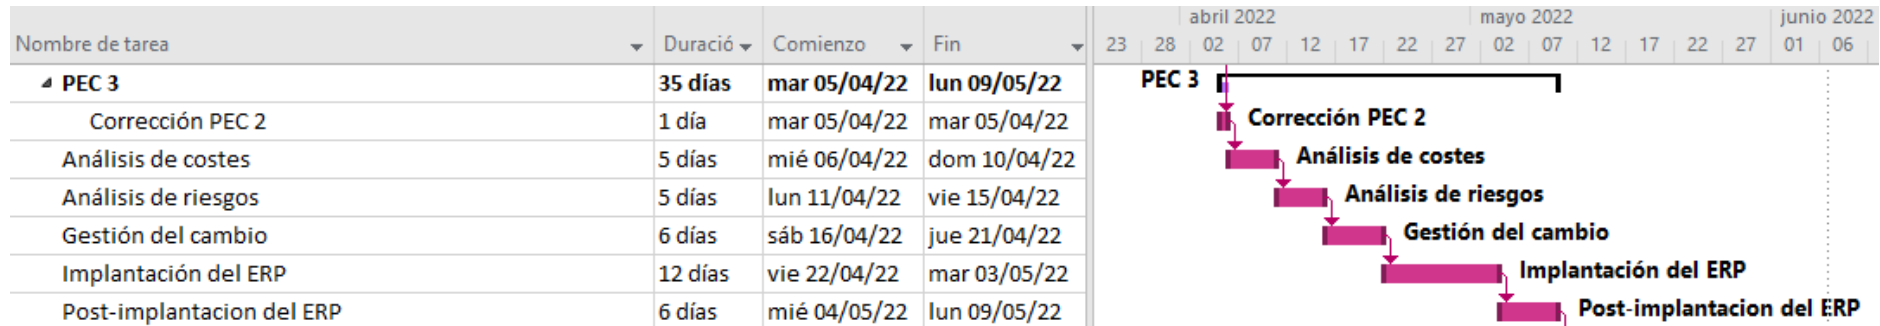 abril 2022 mayo 2022 junio 2022
Nombre de tarea Duració Comienzo Fin 23 28 02 07 12 17 22 27 02 07 12 17 22 27 01 06
PEC 3 35 días mar 05/04/22 lun 09/05/22 PEC 3
Corrección PEC 2 1 día mar 05/04/22 mar 05/04/22 Corrección PEC 2
Análisis de costes 5 días mié 06/04/22 dom 10/04/22 Análisis de costes
Análisis de riesgos 5 días lun 11/04/22 vie 15/04/22 Análisis de riesgos
Gestión del cambio 6 días sáb 16/04/22 jue 21/04/22 Gestión del cambio
Implantación del ERP 12 días vie 22/04/22 mar 03/05/22 Implantación del ERP
Post-implantacion del ERP 6 días mié 04/05/22 lun 09/05/22 Post-implantacion del ERP